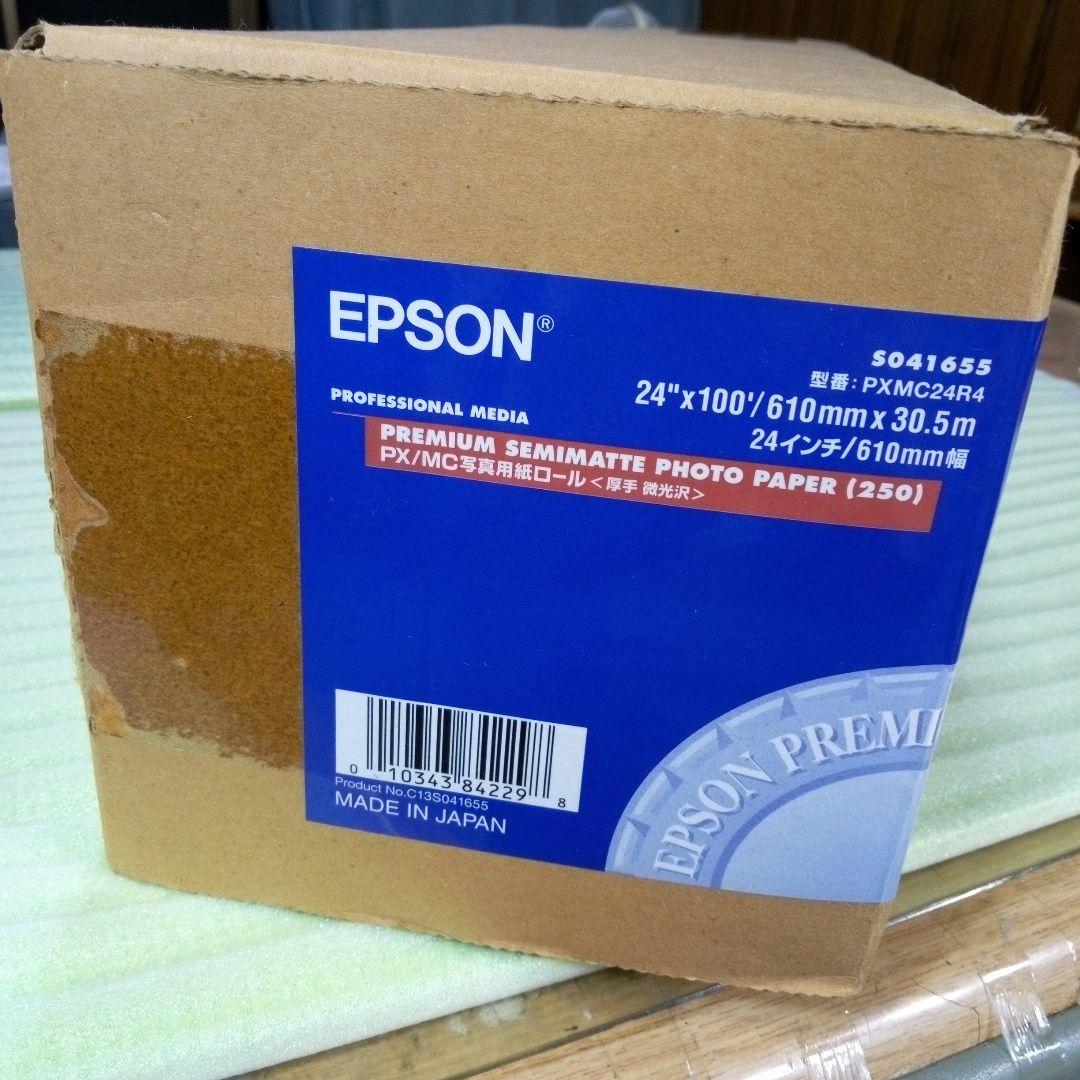 EPSON®
S041655
型番: PXMC24R4
24"x100'/610mm x 30.5m
24インチ/610mm幅
PROFESSIONAL MEDIA
PREMIUM SEMIMATTE PHOTO PAPER (250)
PX/MC写真用紙ロール<厚手 微光沢>
0 10343 84229 8
Product No.C13S041655
MADE IN JAPAN
EPSON PREMI